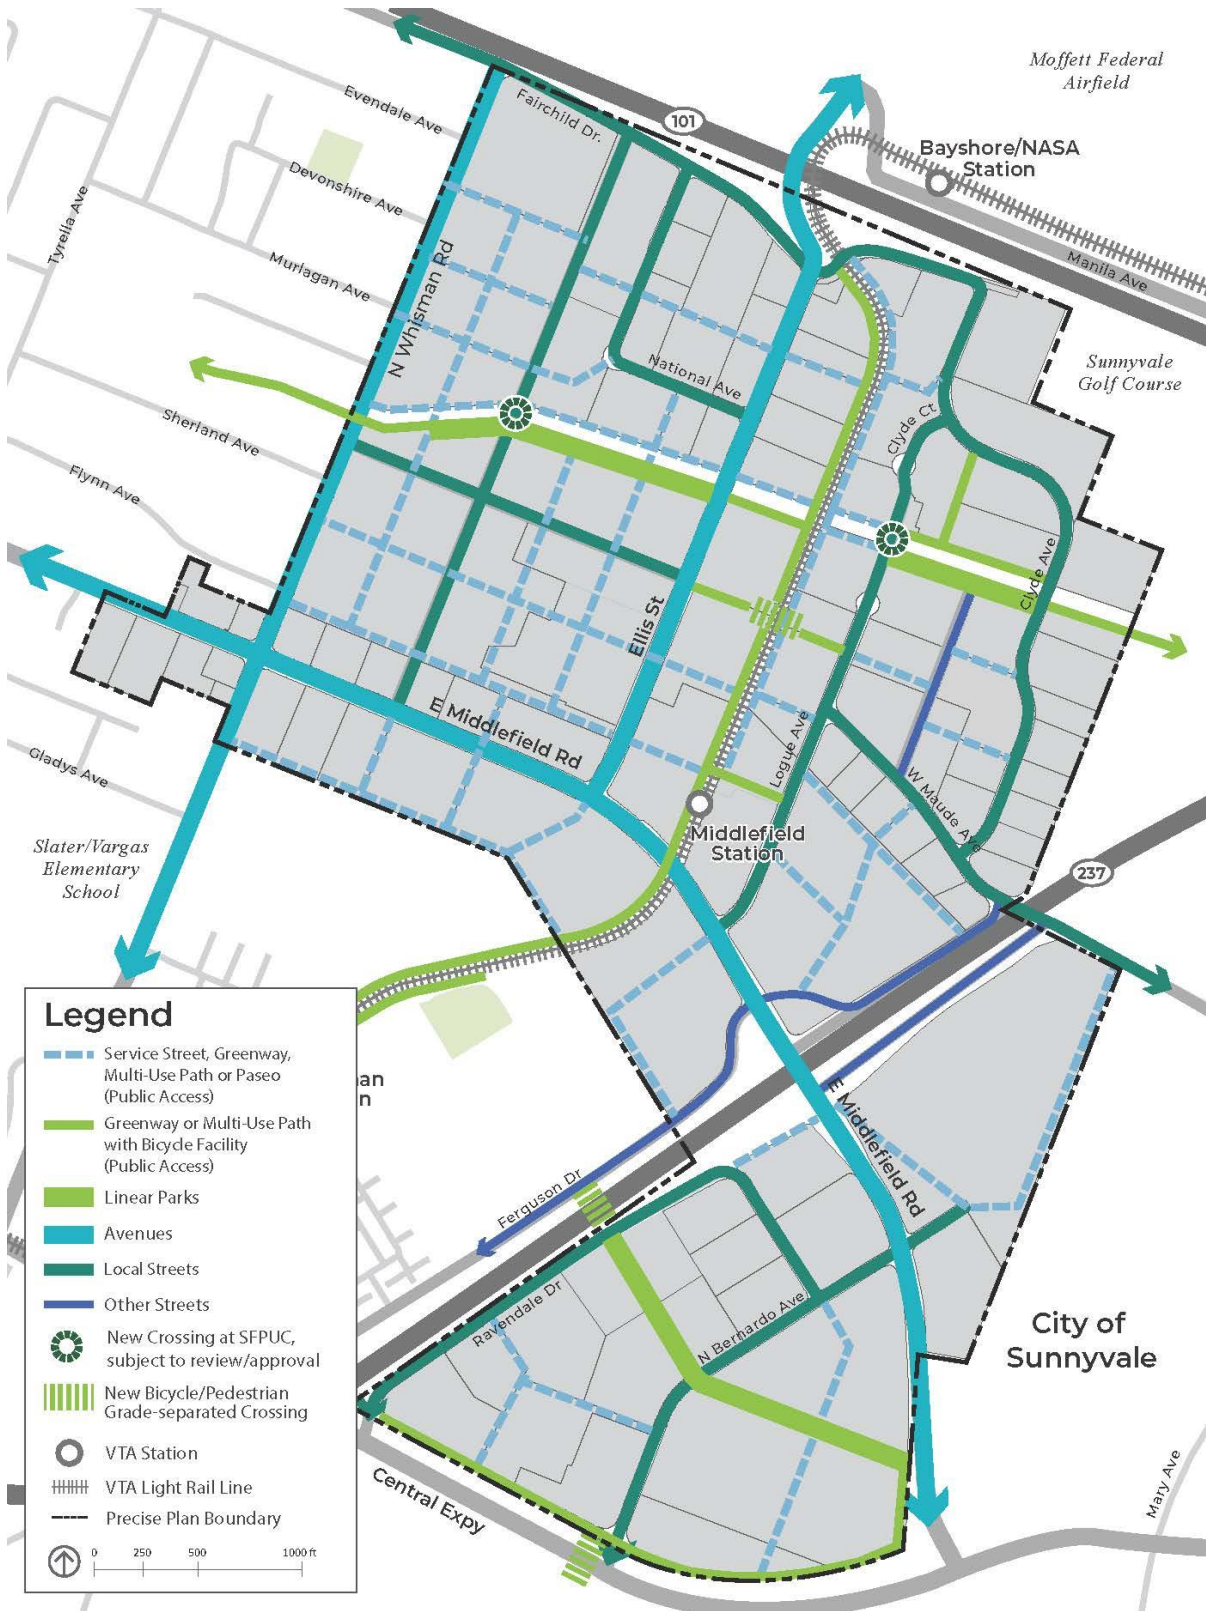 Moffett Federal
Airfield
Evendale Ave
Fairchild Dr.
101
Bayshore/NASA
Station
Devonshire Ave
Tyrella Ave
Murlagan Ave
N Whisman Rd
Manila Ave
National Ave
Sunnyvale
Golf Course
Sherland Ave
Clyde Ct
Flynn Ave
Clyde Ave
Ellis St
E Middlefield Rd
Logue Ave
Gladys Ave
W Maude Ave
Middlefield
Station
Slater/Vargas
Elementary
School
237
Legend
Service Street, Greenway,
Multi-Use Path or Paseo
(Public Access)
Greenway or Multi-Use Path
with Bicycle Facility
(Public Access)
Linear Parks
Avenues
Local Streets
Other Streets
New Crossing at SFPUC,
subject to review/approval
New Bicycle/Pedestrian
Grade-separated Crossing
VTA Station
VTA Light Rail Line
Precise Plan Boundary
0 250 500 1000 ft
an
n
E Middlefield Rd
Ferguson Dr
Ravendale Dr
N Bernardo Ave
City of
Sunnyvale
Central Expy
Mary Ave